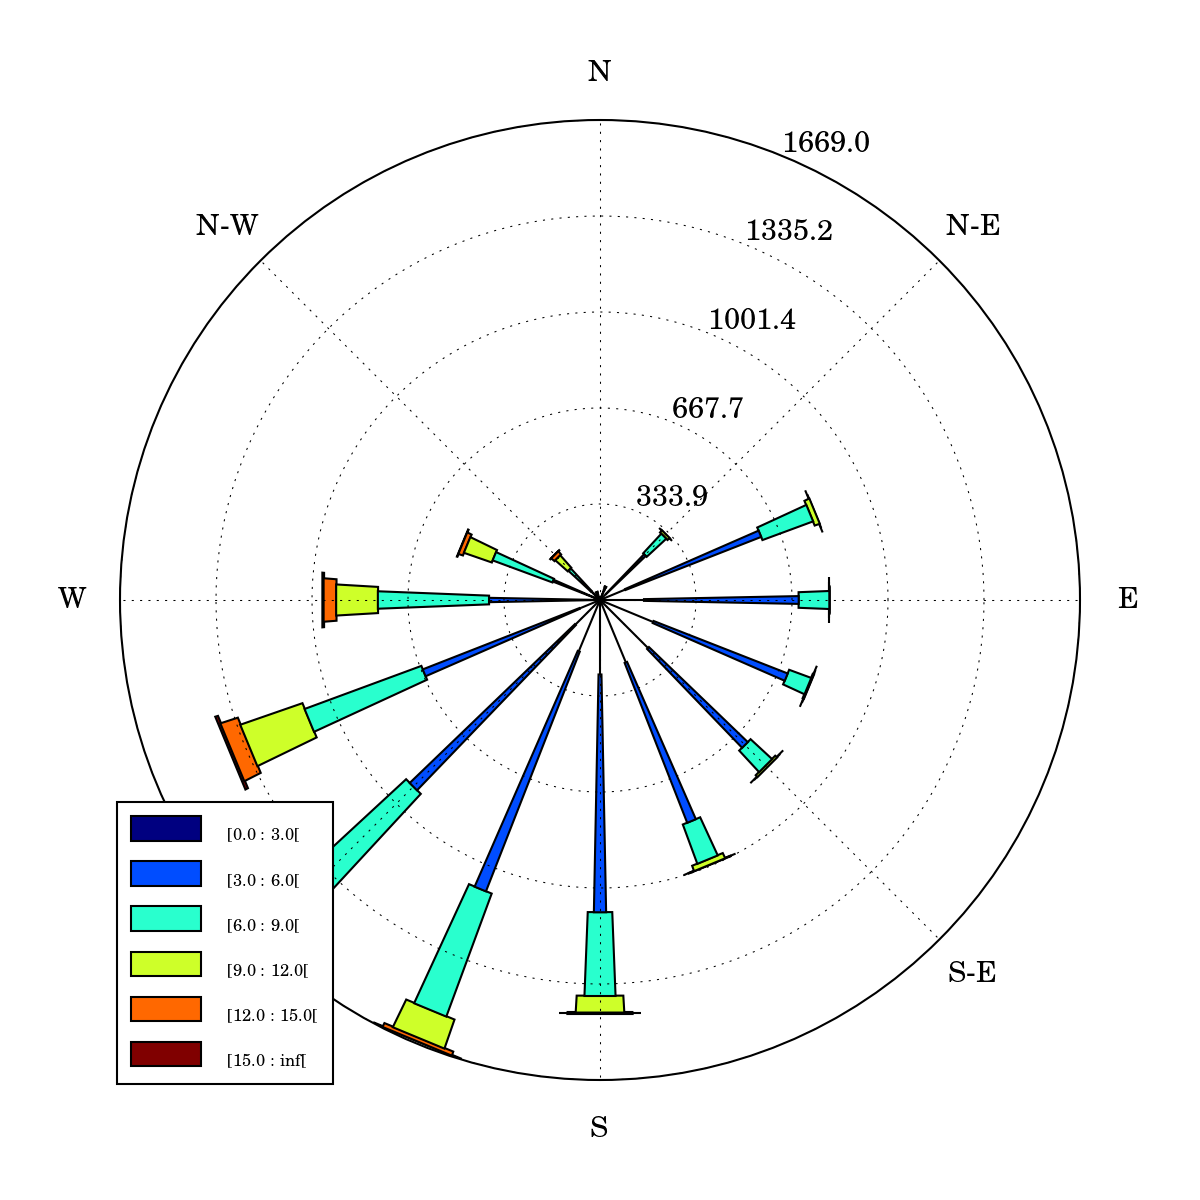 N
1669.0
N-W
N-E
1335.2
1001.4
667.7
333.9
W
E
[0.0 : 3.0[
[3.0 : 6.0[
[6.0 : 9.0[
[9.0 : 12.0[
[12.0 : 15.0[
[15.0 : inf[
S-E
S